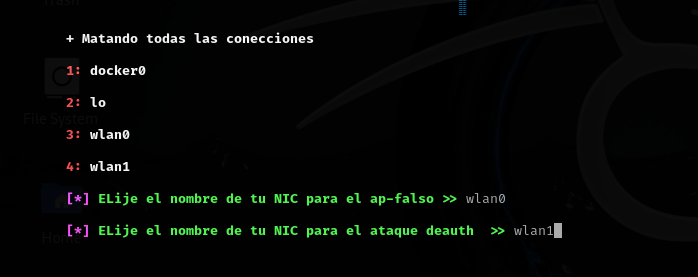 Trash
+ Matando todas las conecciones
1: docker0
2: lo
File System
3: wlan0
4: wlan1
[*] ELije el nombre de tu NIC para el ap-falso >> wlan0
[*] ELije el nombre de tu NIC para el ataque deauth >> wlan1
Home